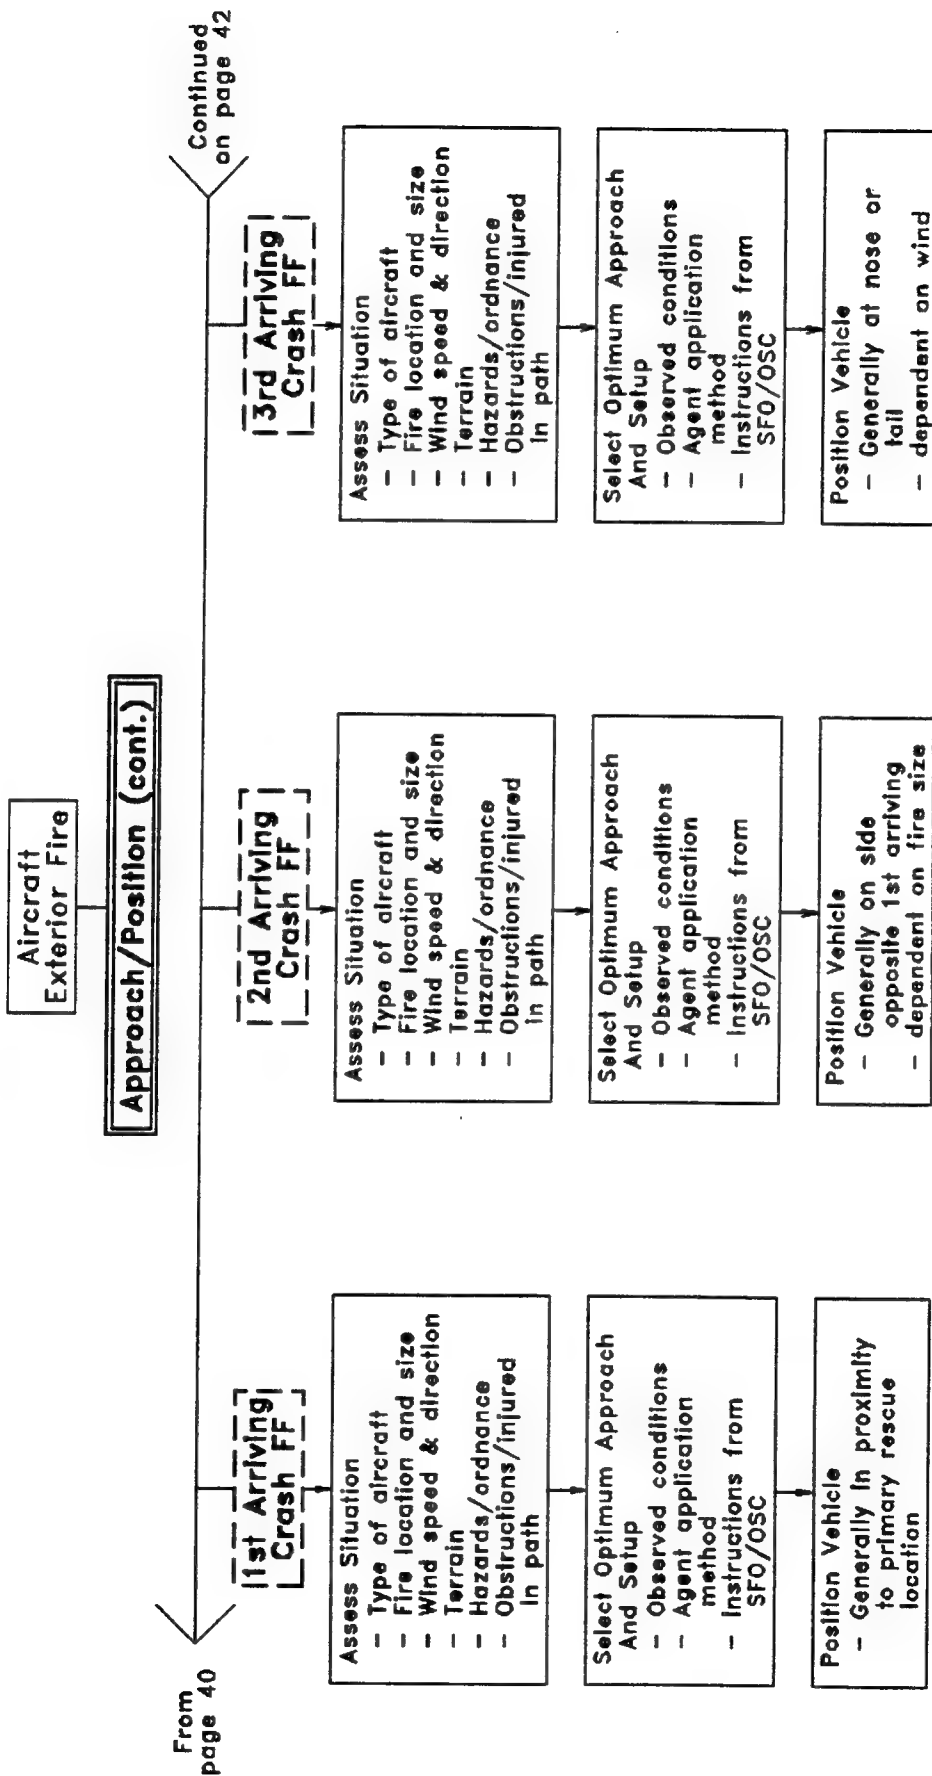 Aircraft
Exterior Fire
Approach/Position (cont.)
From
page 40
Continued
on page 42
1st Arriving
Crash FF
Assess Situation
- Type of aircraft
- Fire location and size
- Wind speed & direction
- Terrain
- Hazards/ordnance
- Obstructions/injured
in path
Select Optimum Approach
And Setup
- Observed conditions
- Agent application
method
- Instructions from
SFO/OSC
Position Vehicle
- Generally in proximity
to primary rescue
location
2nd Arriving
Crash FF
Assess Situation
- Type of aircraft
- Fire location and size
- Wind speed & direction
- Terrain
- Hazards/ordnance
- Obstructions/injured
in path
Select Optimum Approach
And Setup
- Observed conditions
- Agent application
method
- Instructions from
SFO/OSC
Position Vehicle
- Generally on side
opposite 1st arriving
- dependent on fire size
3rd Arriving
Crash FF
Assess Situation
- Type of aircraft
- Fire location and size
- Wind speed & direction
- Terrain
- Hazards/ordnance
- Obstructions/injured
in path
Select Optimum Approach
And Setup
- Observed conditions
- Agent application
method
- Instructions from
SFO/OSC
Position Vehicle
- Generally at nose or
tail
- dependent on wind